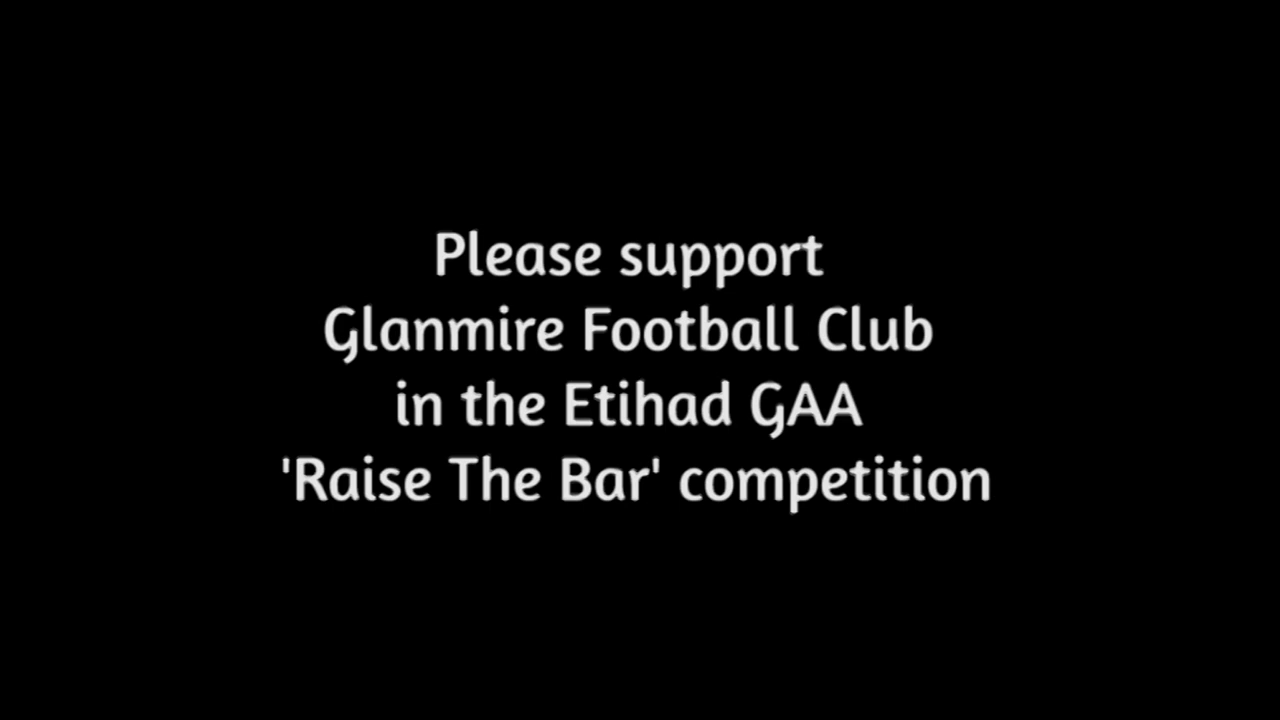 Please support
Glanmire Football Club
in the Etihad GAA
'Raise The Bar' competition